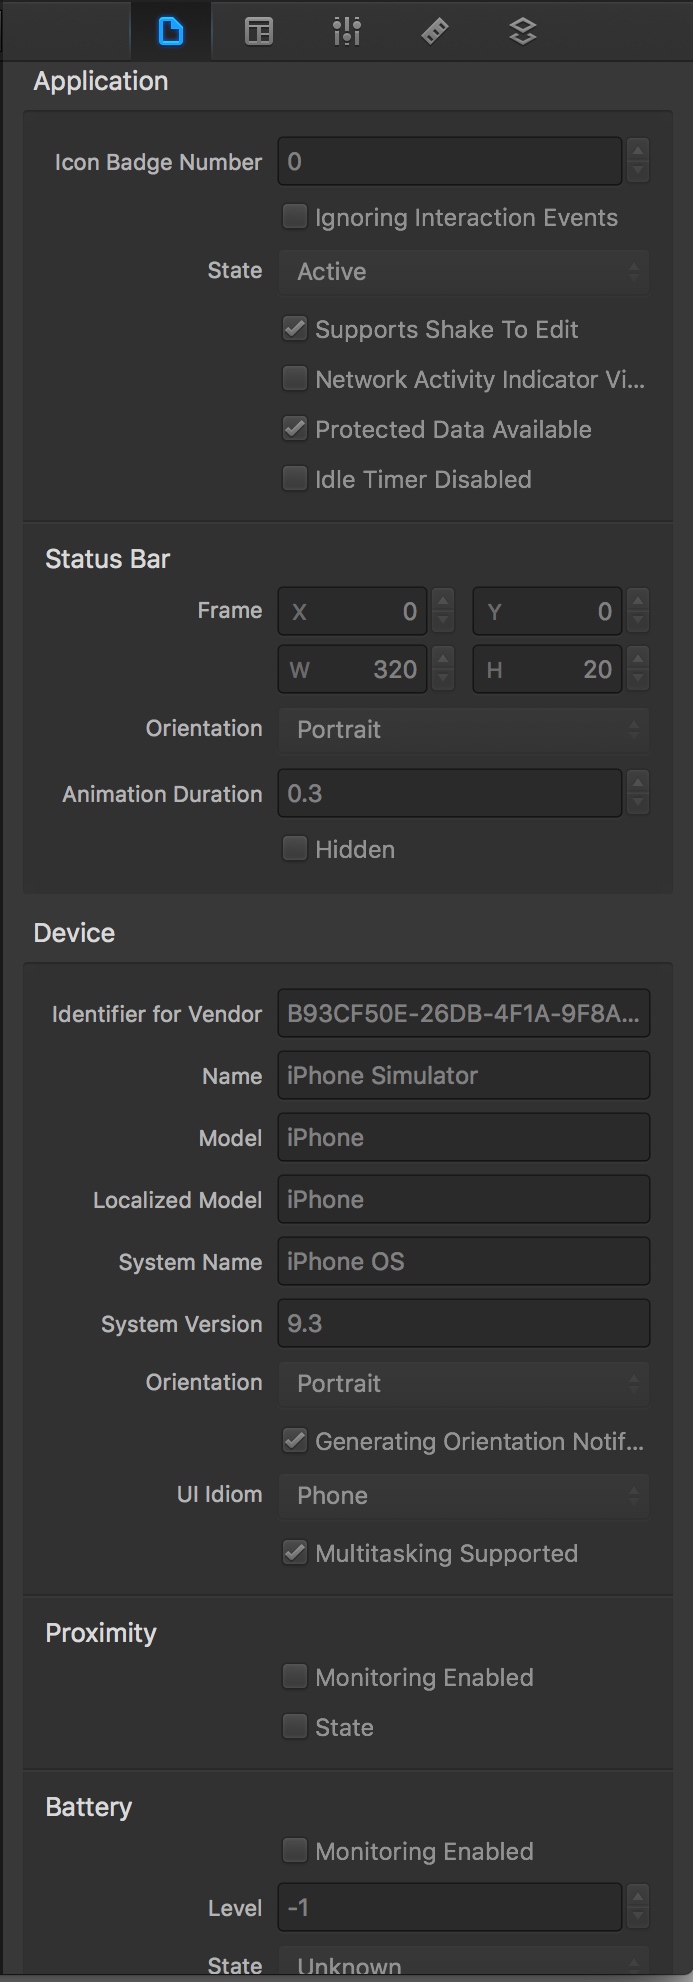 Application
Icon Badge Number 0
Ignoring Interaction Events
State Active
Supports Shake To Edit
Network Activity Indicator Vi...
Protected Data Available
Idle Timer Disabled
Status Bar
Frame X 0 Y 0
W 320 H 20
Orientation Portrait
Animation Duration 0.3
Hidden
Device
Identifier for Vendor B93CF50E-26DB-4F1A-9F8A...
Name iPhone Simulator
Model iPhone
Localized Model iPhone
System Name iPhone OS
System Version 9.3
Orientation Portrait
Generating Orientation Notif...
UI Idiom Phone
Multitasking Supported
Proximity
Monitoring Enabled
State
Battery
Monitoring Enabled
Level -1
State Unknown